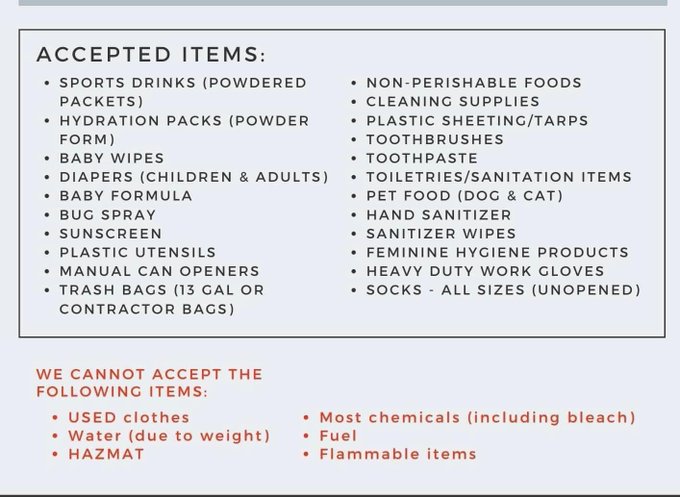 ACCEPTED ITEMS:
• SPORTS DRINKS (POWDERED
PACKETS)
• HYDRATION PACKS (POWDER
FORM)
• BABY WIPES
• DIAPERS (CHILDREN & ADULTS)
• BABY FORMULA
• BUG SPRAY
• SUNSCREEN
• PLASTIC UTENSILS
• MANUAL CAN OPENERS
• TRASH BAGS (13 GAL OR
CONTRACTOR BAGS)
• NON-PERISHABLE FOODS
• CLEANING SUPPLIES
• PLASTIC SHEETING/TARPS
• TOOTHBRUSHES
• TOOTHPASTE
• TOILETRIES/SANITATION ITEMS
• PET FOOD (DOG & CAT)
• HAND SANITIZER
• SANITIZER WIPES
• FEMININE HYGIENE PRODUCTS
• HEAVY DUTY WORK GLOVES
• SOCKS - ALL SIZES (UNOPENED)
WE CANNOT ACCEPT THE
FOLLOWING ITEMS:
• USED clothes
• Water (due to weight)
• HAZMAT
• Most chemicals (including bleach)
• Fuel
• Flammable items